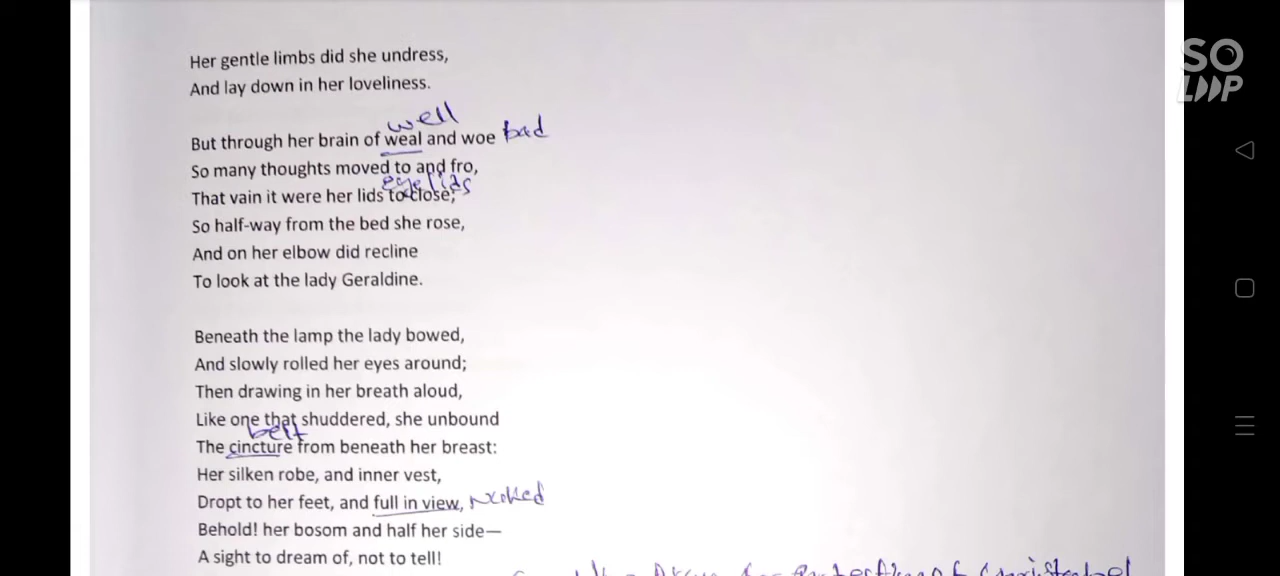 SO
LOOP
Her gentle limbs did she undress,
And lay down in her loveliness.
well
But through her brain of weal and woe bad
So many thoughts moved to and fro,
eye lids
That vain it were her lids to close;
So half-way from the bed she rose,
And on her elbow did recline
To look at the lady Geraldine.
Beneath the lamp the lady bowed,
And slowly rolled her eyes around;
Then drawing in her breath aloud,
Like one that shuddered, she unbound
belt
The cincture from beneath her breast:
Her silken robe, and inner vest,
Dropt to her feet, and full in view, Naked
Behold! her bosom and half her side—
A sight to dream of, not to tell!